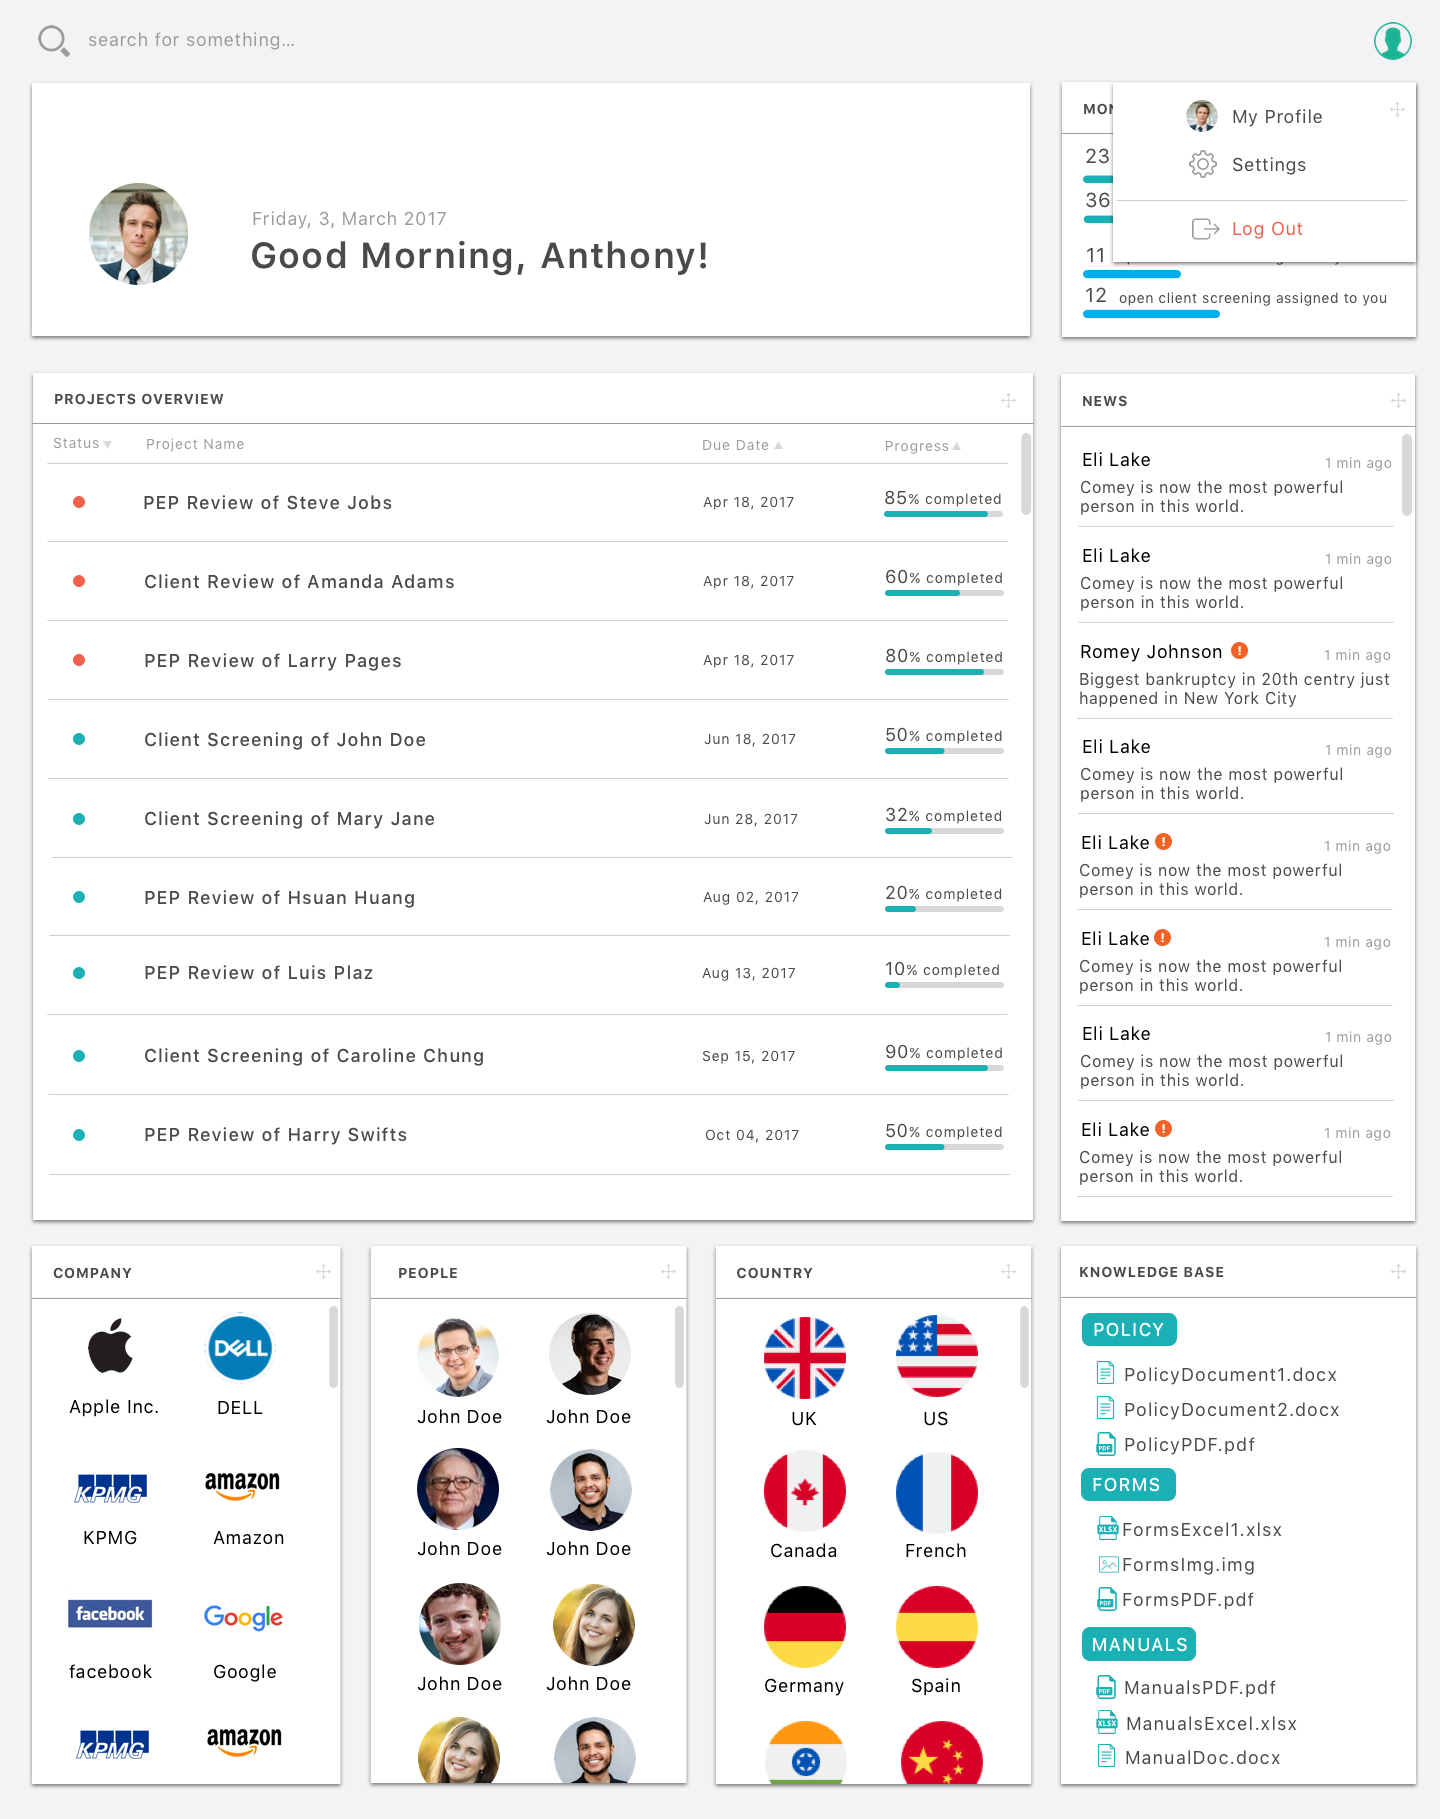 search for something...
Friday, 3, March 2017
Good Morning, Anthony!
My Profile
Settings
Log Out
23
36
11
12 open client screening assigned to you
PROJECTS OVERVIEW
Status Project Name Due Date Progress
PEP Review of Steve Jobs Apr 18, 2017 85% completed
Client Review of Amanda Adams Apr 18, 2017 60% completed
PEP Review of Larry Pages Apr 18, 2017 80% completed
Client Screening of John Doe Jun 18, 2017 50% completed
Client Screening of Mary Jane Jun 28, 2017 32% completed
PEP Review of Hsuan Huang Aug 02, 2017 20% completed
PEP Review of Luis Plaz Aug 13, 2017 10% completed
Client Screening of Caroline Chung Sep 15, 2017 90% completed
PEP Review of Harry Swifts Oct 04, 2017 50% completed
NEWS
Eli Lake 1 min ago
Comey is now the most powerful
person in this world.
Eli Lake 1 min ago
Comey is now the most powerful
person in this world.
Romey Johnson ! 1 min ago
Biggest bankruptcy in 20th centry just
happened in New York City
Eli Lake 1 min ago
Comey is now the most powerful
person in this world.
Eli Lake ! 1 min ago
Comey is now the most powerful
person in this world.
Eli Lake ! 1 min ago
Comey is now the most powerful
person in this world.
Eli Lake 1 min ago
Comey is now the most powerful
person in this world.
Eli Lake ! 1 min ago
Comey is now the most powerful
person in this world.
COMPANY
DELL
Apple Inc. DELL
KPMG amazon
KPMG Amazon
facebook Google
facebook Google
KPMG amazon
PEOPLE
John Doe John Doe
John Doe John Doe
John Doe John Doe
COUNTRY
UK US
Canada French
Germany Spain
KNOWLEDGE BASE
POLICY
PolicyDocument1.docx
PolicyDocument2.docx
PDF PolicyPDF.pdf
FORMS
XLSX FormsExcel1.xlsx
FormsImg.img
PDF FormsPDF.pdf
MANUALS
PDF ManualsPDF.pdf
XLSX ManualsExcel.xlsx
ManualDoc.docx